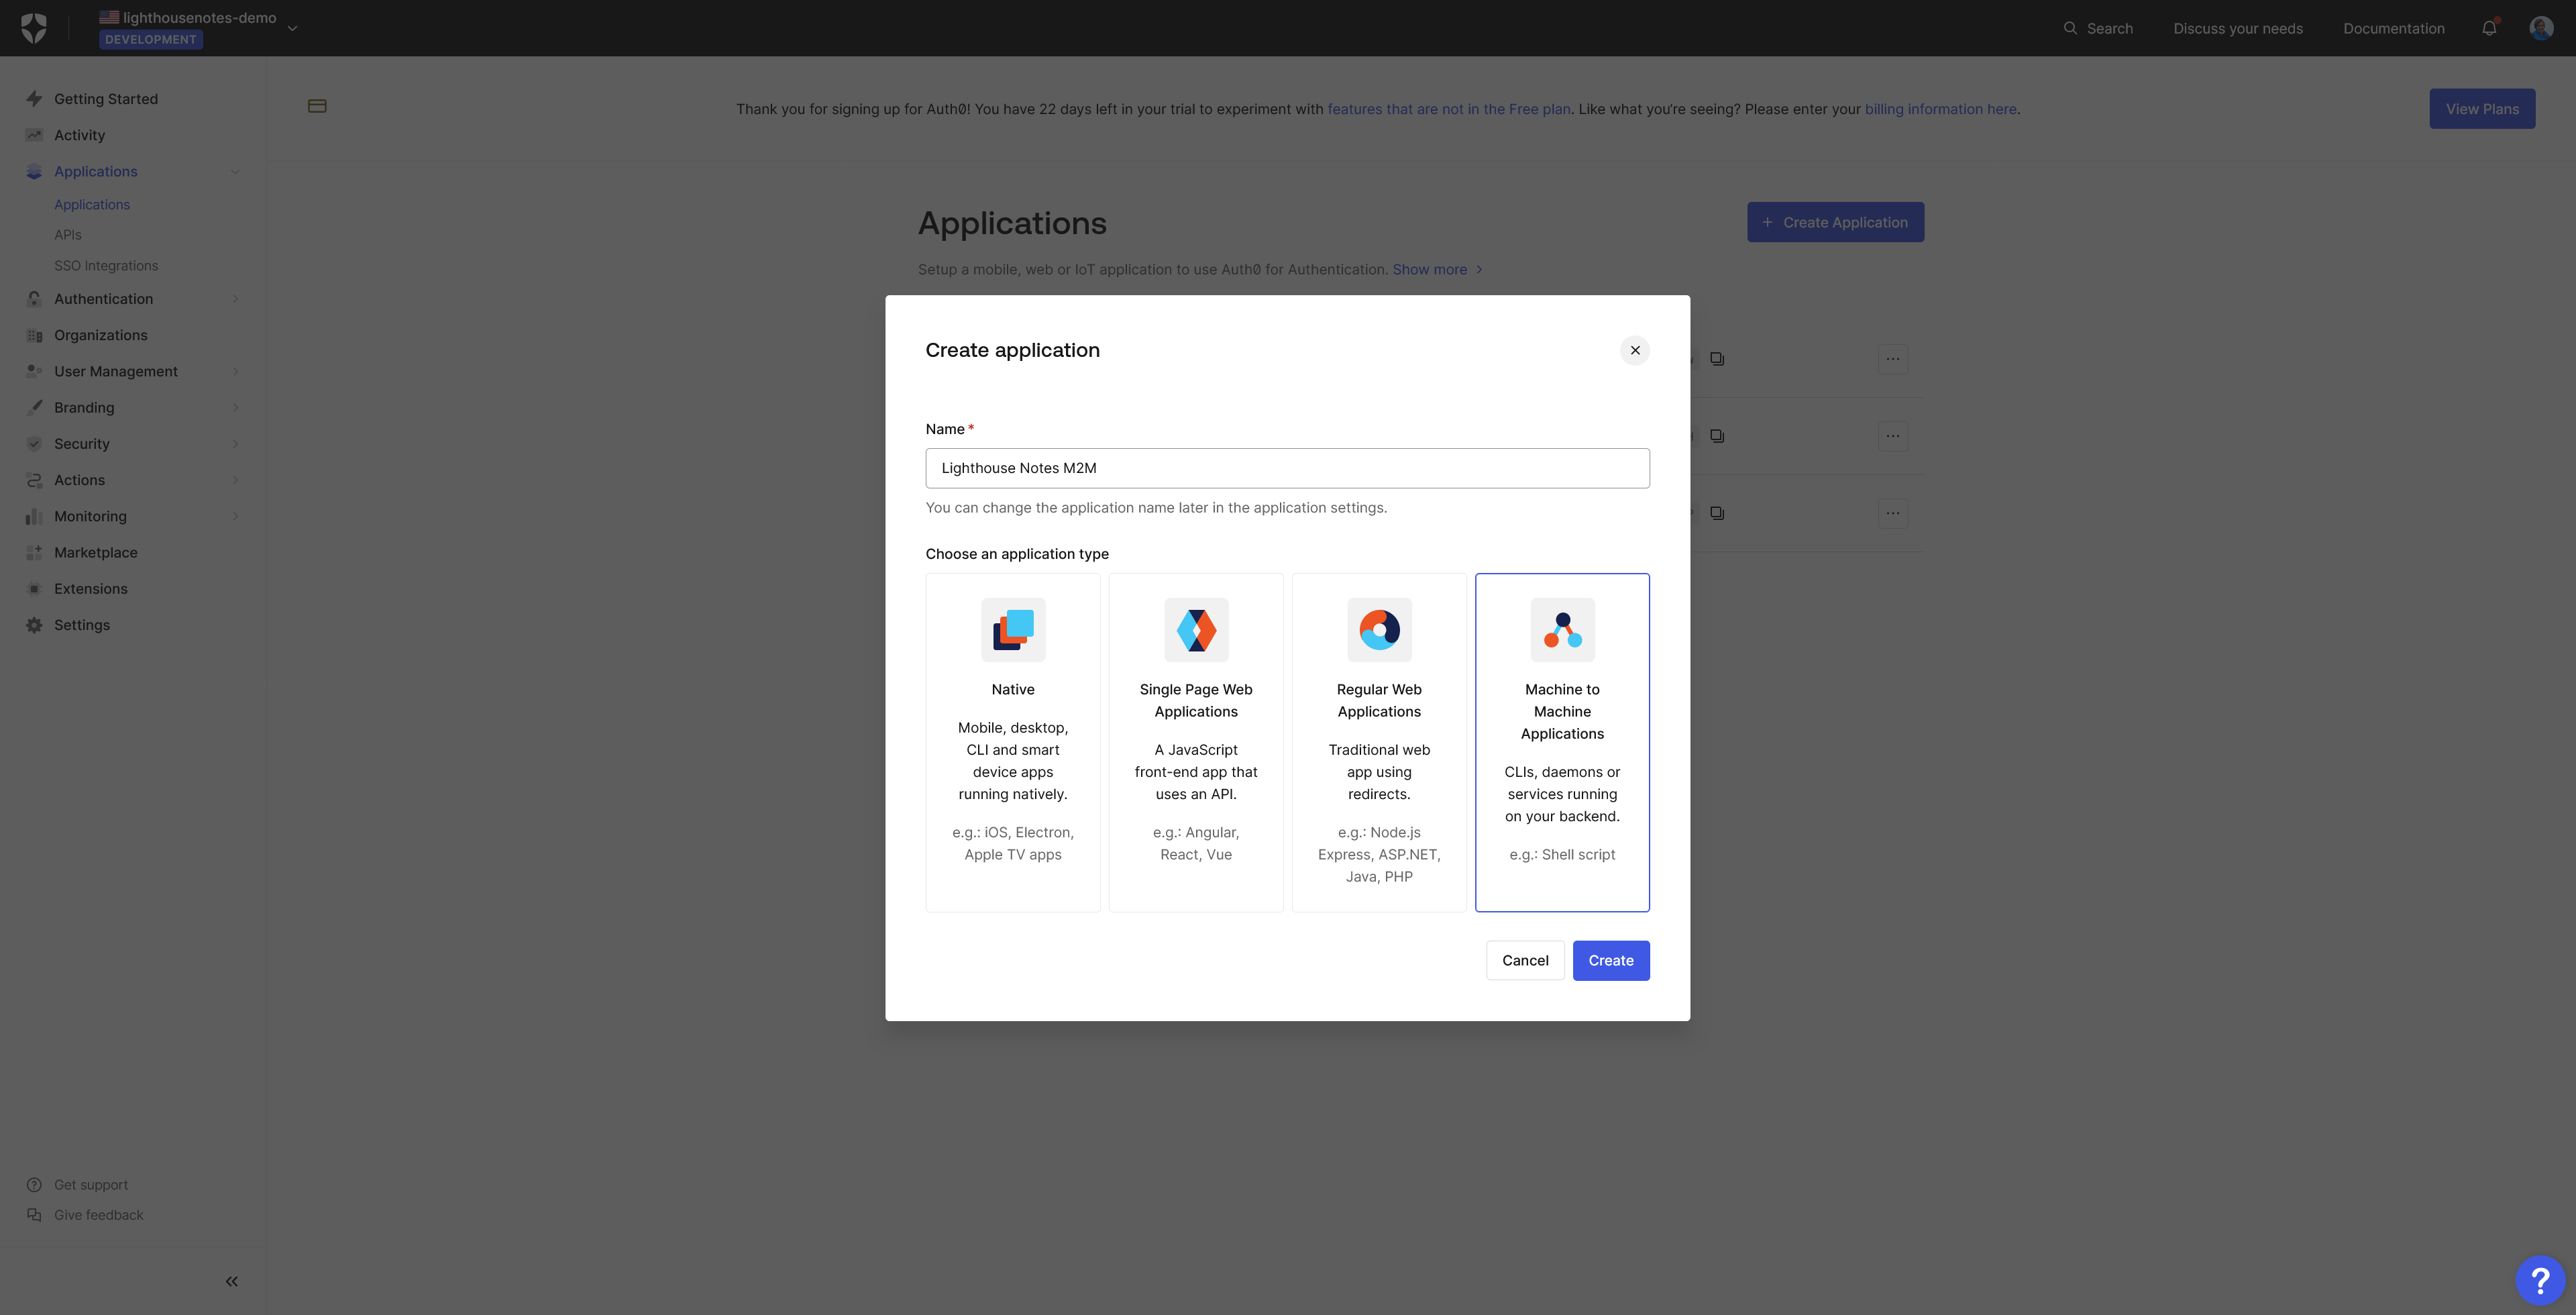 lighthousenotes-demo
DEVELOPMENT
Search
Discuss your needs
Documentation
Getting Started
Activity
Applications
Applications
APIs
SSO Integrations
Authentication
Organizations
User Management
Branding
Security
Actions
Monitoring
Marketplace
Extensions
Settings
Get support
Give feedback
Thank you for signing up for Auth0! You have 22 days left in your trial to experiment with features that are not in the Free plan. Like what you're seeing? Please enter your billing information here.
View Plans
Applications
+ Create Application
Setup a mobile, web or IoT application to use Auth0 for Authentication. Show more >
Create application
Name *
Lighthouse Notes M2M
You can change the application name later in the application settings.
Choose an application type
Native
Mobile, desktop,
CLI and smart
device apps
running natively.
e.g.: iOS, Electron,
Apple TV apps
Single Page Web
Applications
A JavaScript
front-end app that
uses an API.
e.g.: Angular,
React, Vue
Regular Web
Applications
Traditional web
app using
redirects.
e.g.: Node.js
Express, ASP.NET,
Java, PHP
Machine to
Machine
Applications
CLIs, daemons or
services running
on your backend.
e.g.: Shell script
Cancel
Create
?